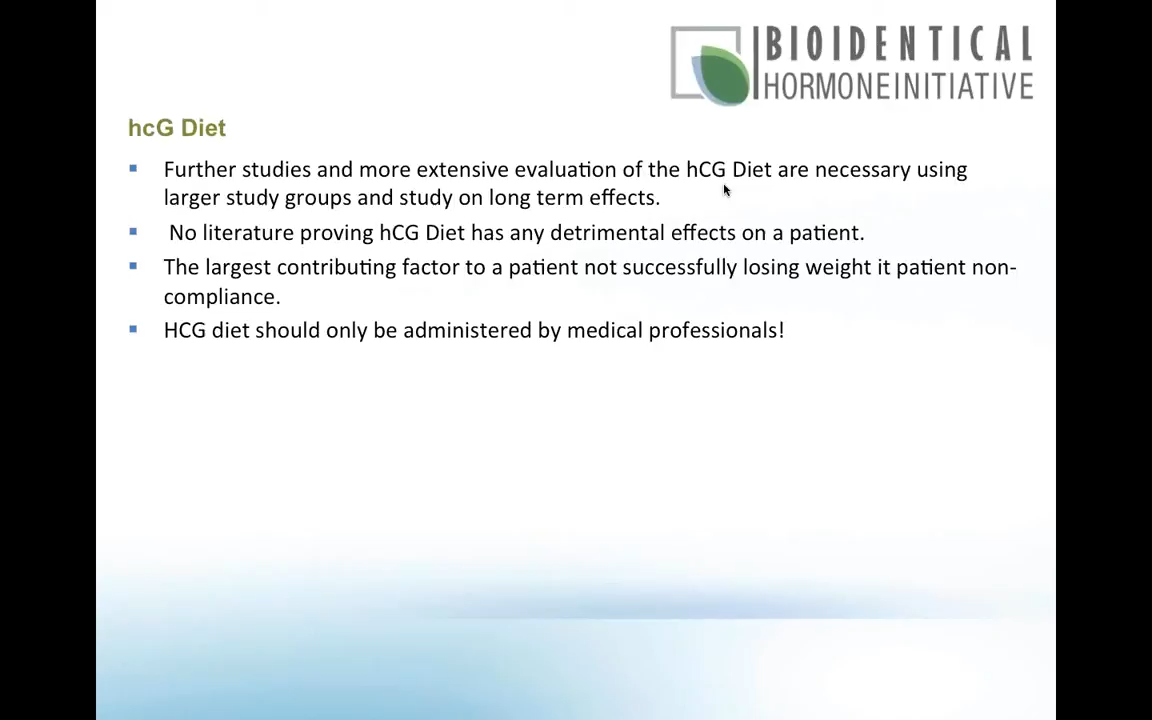 BIOIDENTICAL
HORMONEINITIATIVE
hcG Diet
Further studies and more extensive evaluation of the hCG Diet are necessary using
larger study groups and study on long term effects.
No literature proving hCG Diet has any detrimental effects on a patient.
The largest contributing factor to a patient not successfully losing weight it patient non-
compliance.
HCG diet should only be administered by medical professionals!